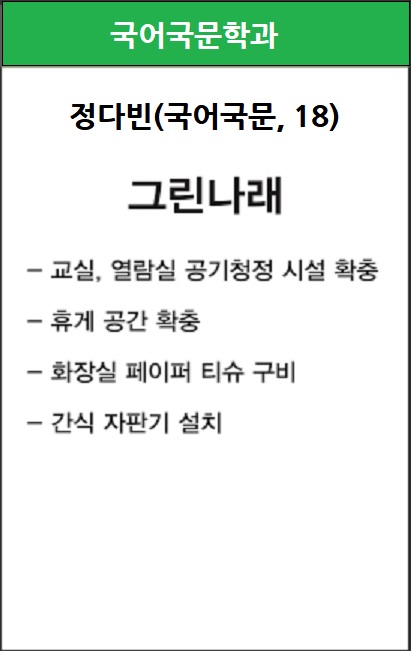 국어국문학과
정다빈(국어국문, 18)
그린나래
– 교실, 열람실 공기청정 시설 확충
– 휴게 공간 확충
– 화장실 페이퍼 티슈 구비
– 간식 자판기 설치